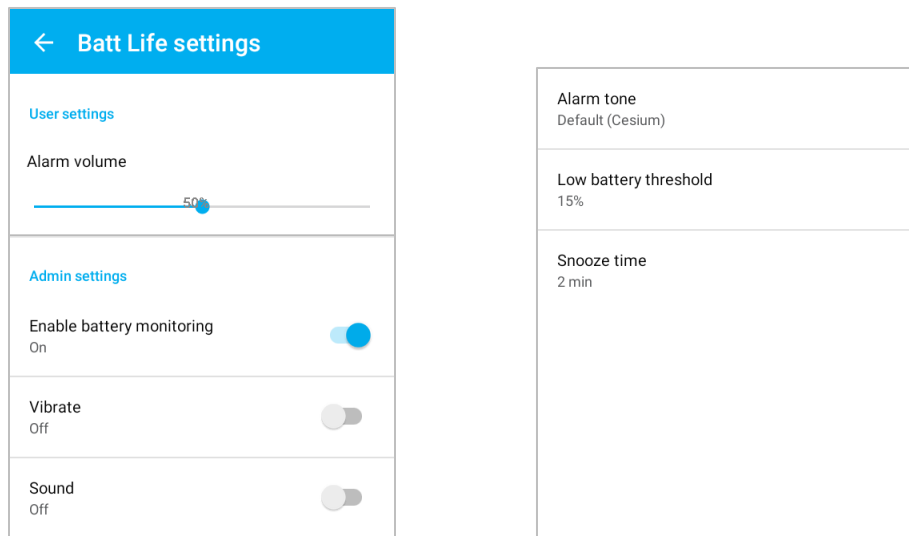 Batt Life settings
User settings
Alarm volume
50%
Admin settings
Enable battery monitoring
On
Vibrate
Off
Sound
Off
Alarm tone
Default (Cesium)
Low battery threshold
15%
Snooze time
2 min